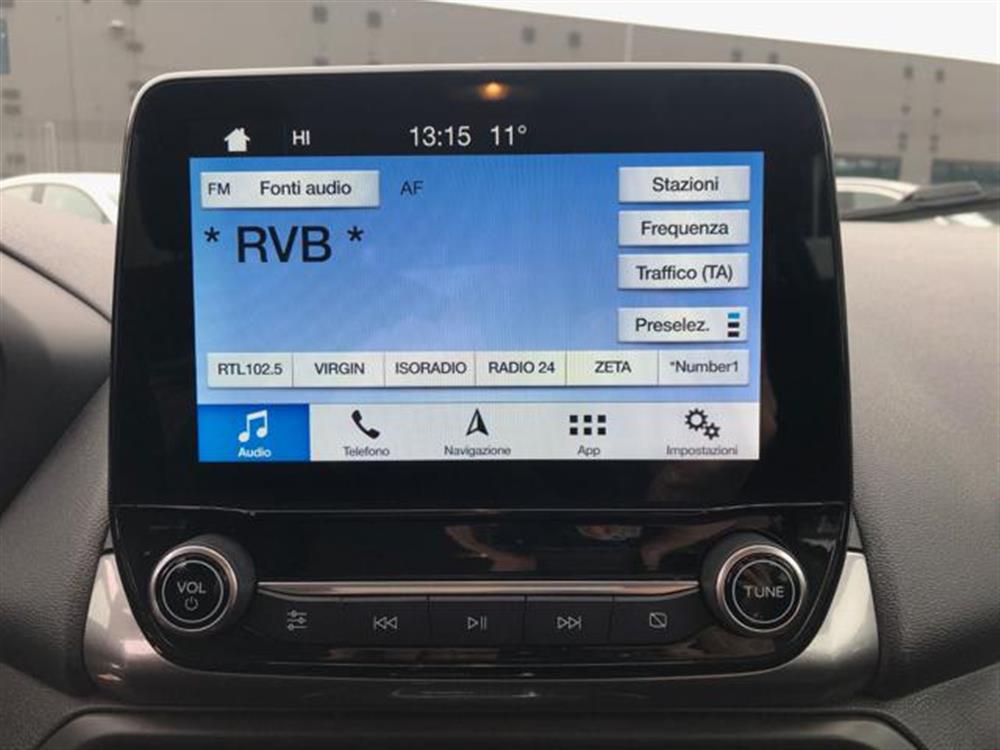 HI 13:15 11°
FM Fonti audio AF Stazioni
* RVB * Frequenza
Traffico (TA)
Preselez.
RTL102.5 VIRGIN ISORADIO RADIO 24 ZETA *Number1
Audio Telefono Navigazione App Impostazioni
VOL TUNE